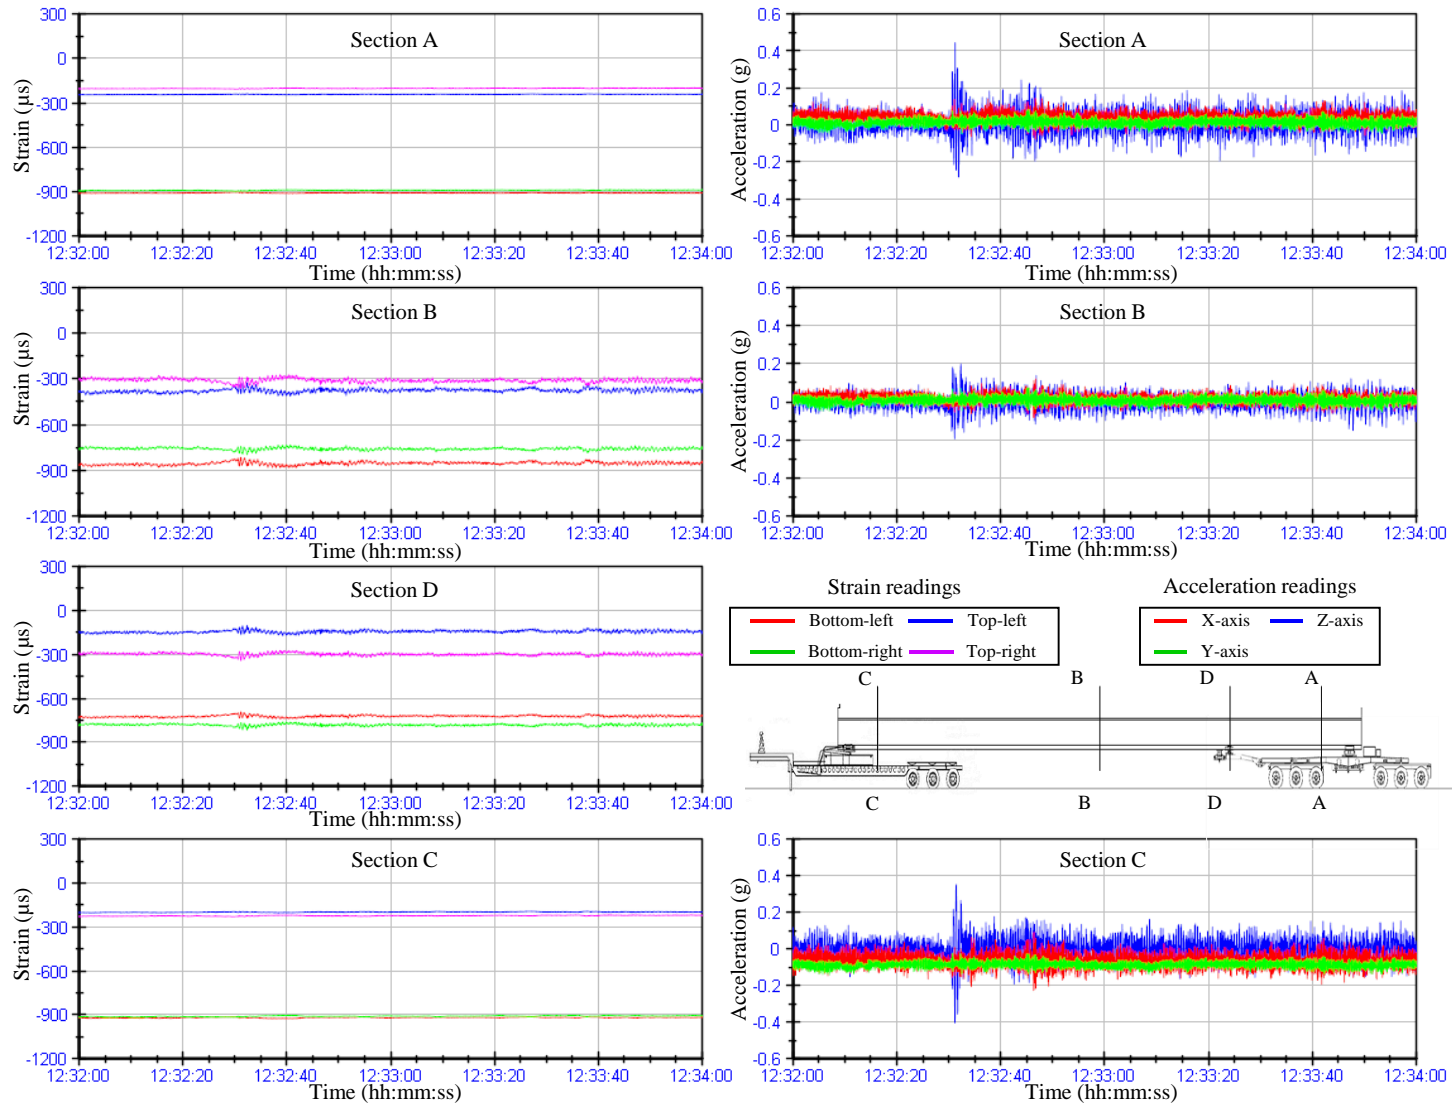 300
0
-300
-600
-900
-1200
Strain (µs)
Section A
12:32:00 12:32:20 12:32:40 12:33:00 12:33:20 12:33:40 12:34:00
Time (hh:mm:ss)
0.6
0.4
0.2
0
-0.2
-0.4
-0.6
Acceleration (g)
Section A
12:32:00 12:32:20 12:32:40 12:33:00 12:33:20 12:33:40 12:34:00
Time (hh:mm:ss)
300
0
-300
-600
-900
-1200
Strain (µs)
Section B
12:32:00 12:32:20 12:32:40 12:33:00 12:33:20 12:33:40 12:34:00
Time (hh:mm:ss)
0.6
0.4
0.2
0
-0.2
-0.4
-0.6
Acceleration (g)
Section B
12:32:00 12:32:20 12:32:40 12:33:00 12:33:20 12:33:40 12:34:00
Time (hh:mm:ss)
300
0
-300
-600
-900
-1200
Strain (µs)
Section D
12:32:00 12:32:20 12:32:40 12:33:00 12:33:20 12:33:40 12:34:00
Time (hh:mm:ss)
Strain readings
Bottom-left Top-left
Bottom-right Top-right
Acceleration readings
X-axis Z-axis
Y-axis
C B D A
C B D A
300
0
-300
-600
-900
-1200
Strain (µs)
Section C
12:32:00 12:32:20 12:32:40 12:33:00 12:33:20 12:33:40 12:34:00
Time (hh:mm:ss)
0.6
0.4
0.2
0
-0.2
-0.4
-0.6
Acceleration (g)
Section C
12:32:00 12:32:20 12:32:40 12:33:00 12:33:20 12:33:40 12:34:00
Time (hh:mm:ss)